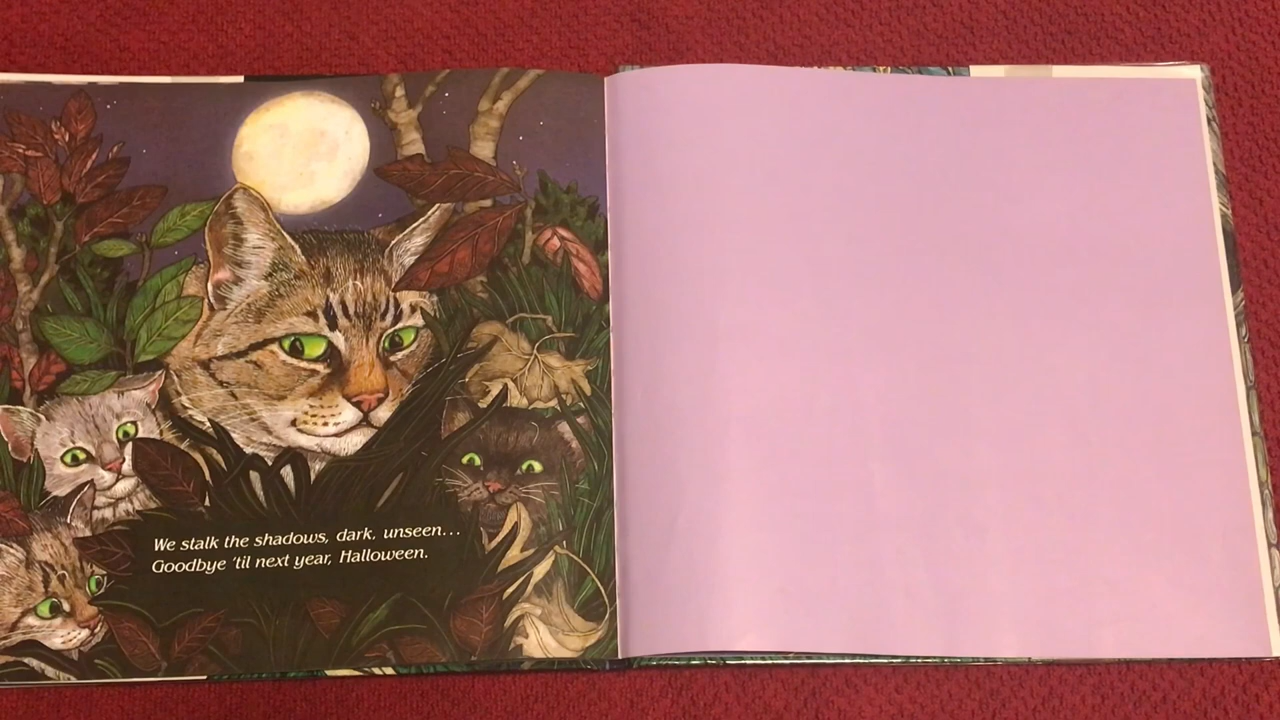 We stalk the shadows, dark, unseen...
Goodbye 'til next year, Halloween.